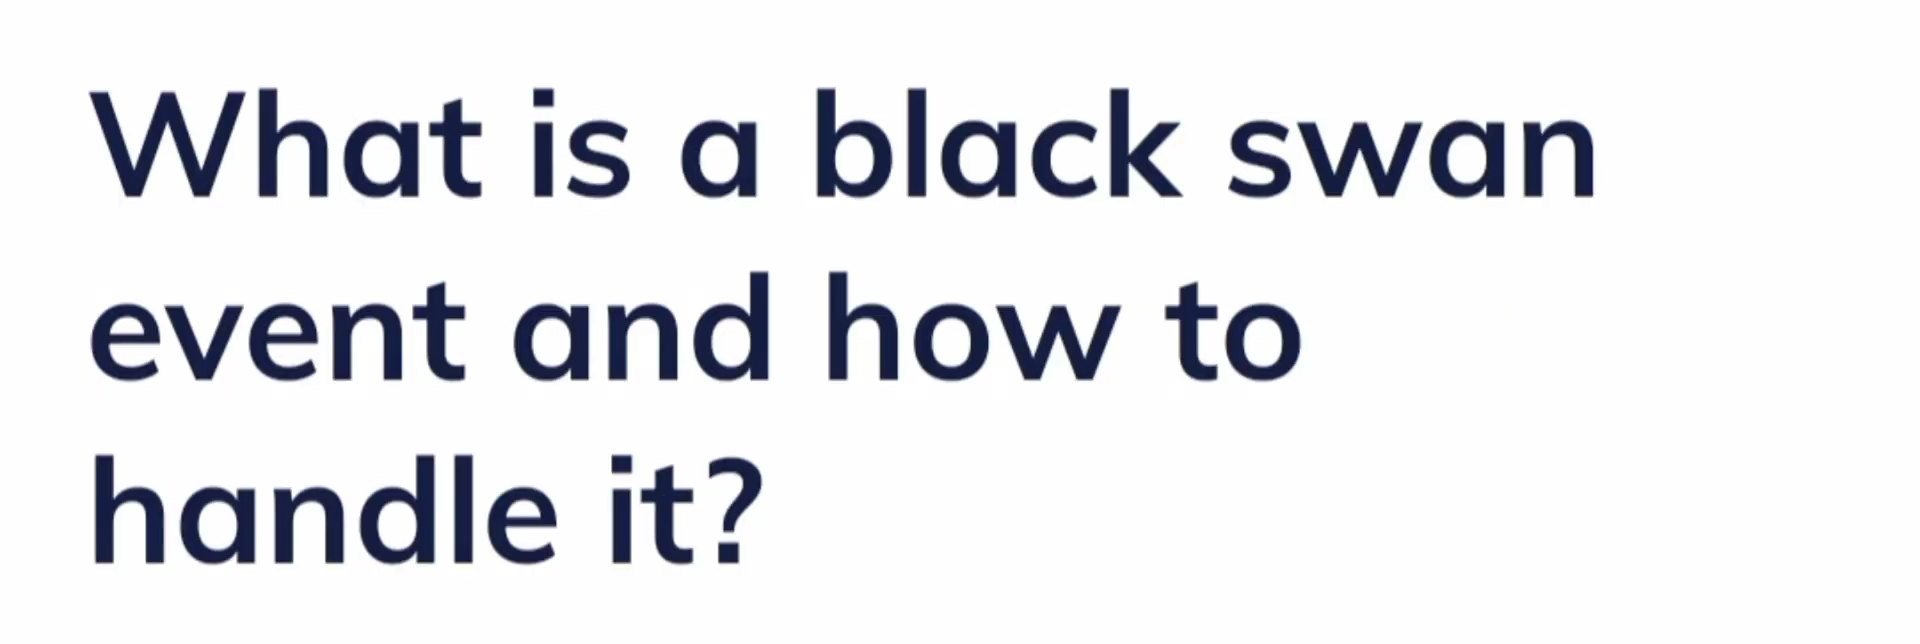 What is a black swan
event and how to
handle it?